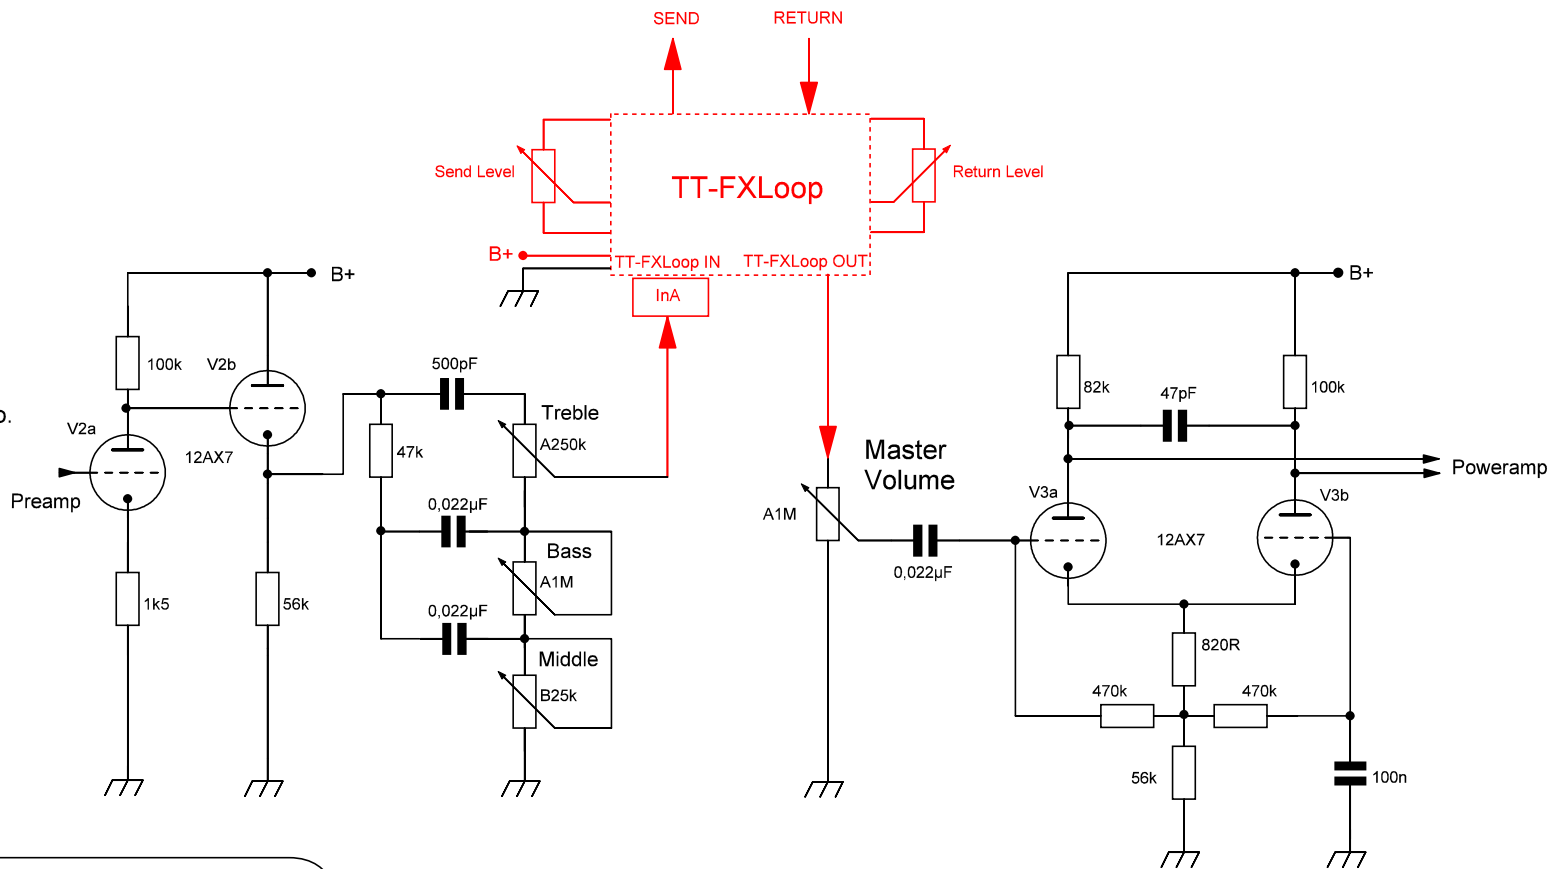 SEND
RETURN
Send Level
TT-FXLoop
Return Level
B+
TT-FXLoop IN
TT-FXLoop OUT
InA
B+
B+
100k
V2b
V2a
12AX7
Preamp
1k5
56k
500pF
Treble
A250k
47k
0,022µF
Bass
A1M
0,022µF
Middle
B25k
Master
Volume
A1M
0,022µF
82k
47pF
100k
Poweramp
V3a
V3b
12AX7
820R
470k
470k
56k
100n